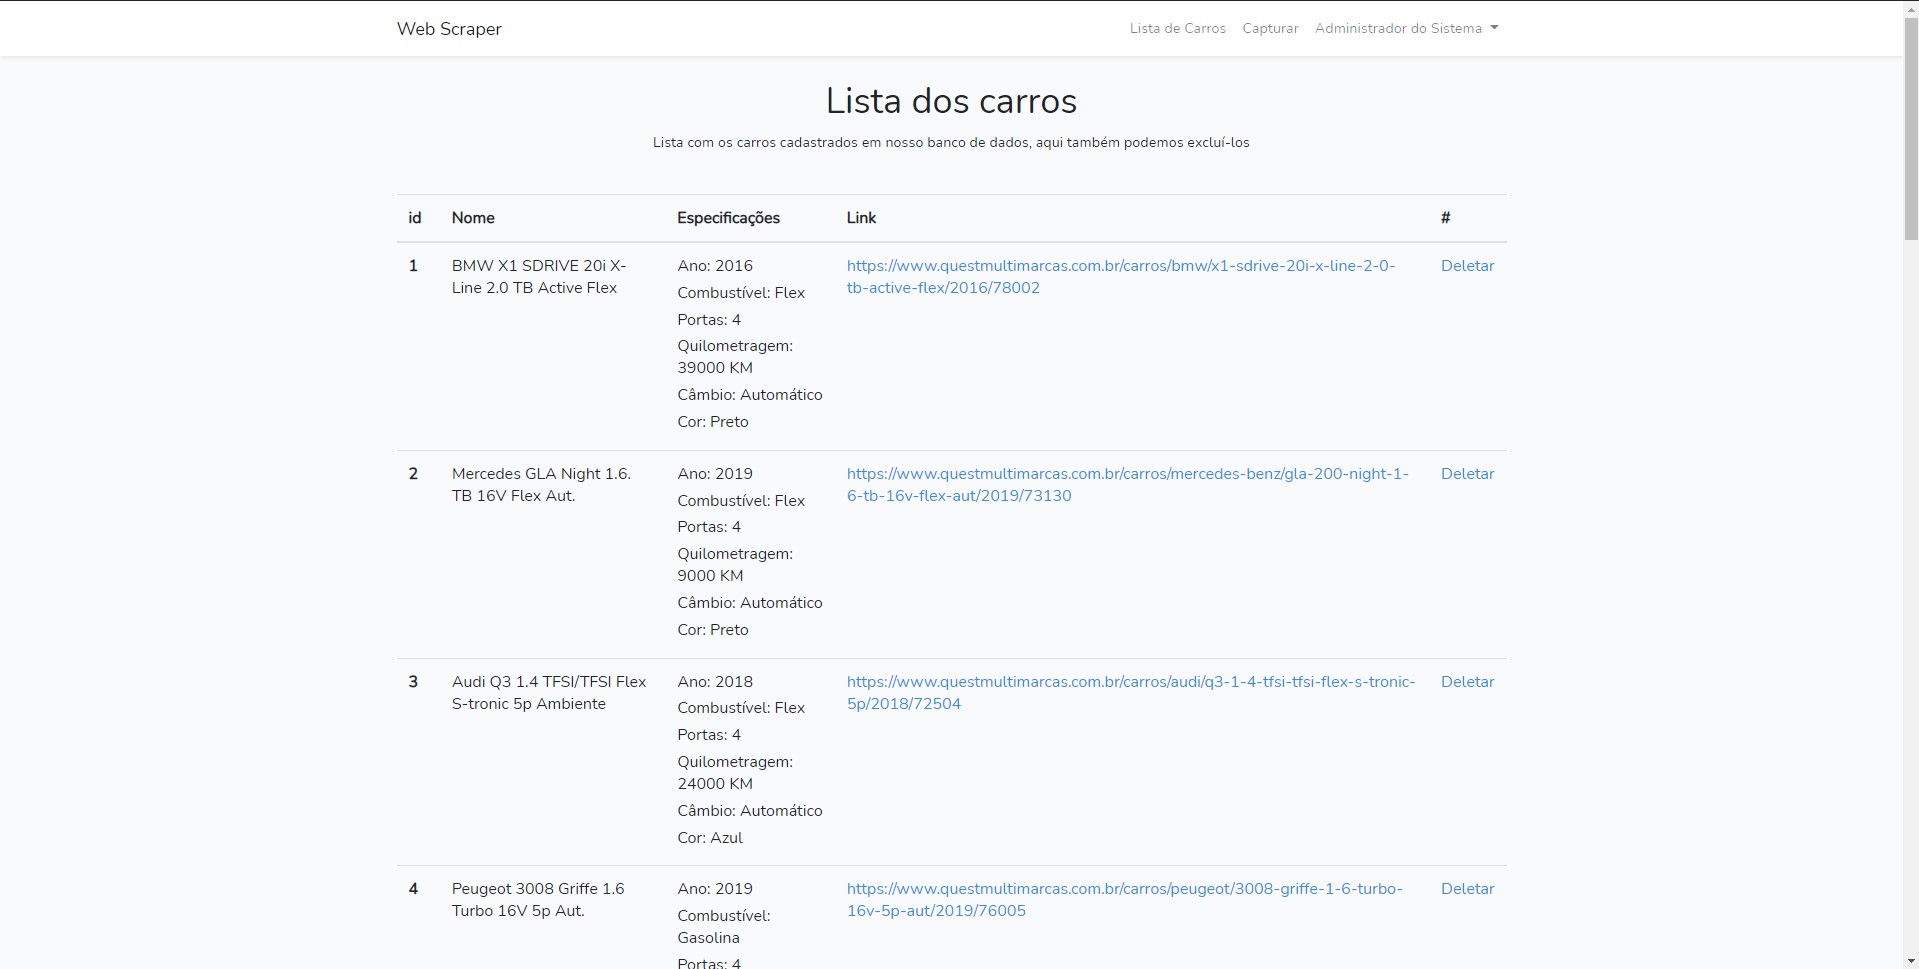 Web Scraper
Lista de Carros
Capturar
Administrador do Sistema
Lista dos carros
Lista com os carros cadastrados em nosso banco de dados, aqui também podemos excluí-los
id
Nome
Especificações
Link
#
1
BMW X1 SDRIVE 20i X-
Line 2.0 TB Active Flex
Ano: 2016
Combustível: Flex
Portas: 4
Quilometragem:
39000 KM
Câmbio: Automático
Cor: Preto
https://www.questmultimarcas.com.br/carros/bmw/x1-sdrive-20i-x-line-2-0-
tb-active-flex/2016/78002
Deletar
2
Mercedes GLA Night 1.6.
TB 16V Flex Aut.
Ano: 2019
Combustível: Flex
Portas: 4
Quilometragem:
9000 KM
Câmbio: Automático
Cor: Preto
https://www.questmultimarcas.com.br/carros/mercedes-benz/gla-200-night-1-
6-tb-16v-flex-aut/2019/73130
Deletar
3
Audi Q3 1.4 TFSI/TFSI Flex
S-tronic 5p Ambiente
Ano: 2018
Combustível: Flex
Portas: 4
Quilometragem:
24000 KM
Câmbio: Automático
Cor: Azul
https://www.questmultimarcas.com.br/carros/audi/q3-1-4-tfsi-tfsi-flex-s-tronic-
5p/2018/72504
Deletar
4
Peugeot 3008 Griffe 1.6
Turbo 16V 5p Aut.
Ano: 2019
Combustível:
Gasolina
Portas: 4
https://www.questmultimarcas.com.br/carros/peugeot/3008-griffe-1-6-turbo-
16v-5p-aut/2019/76005
Deletar